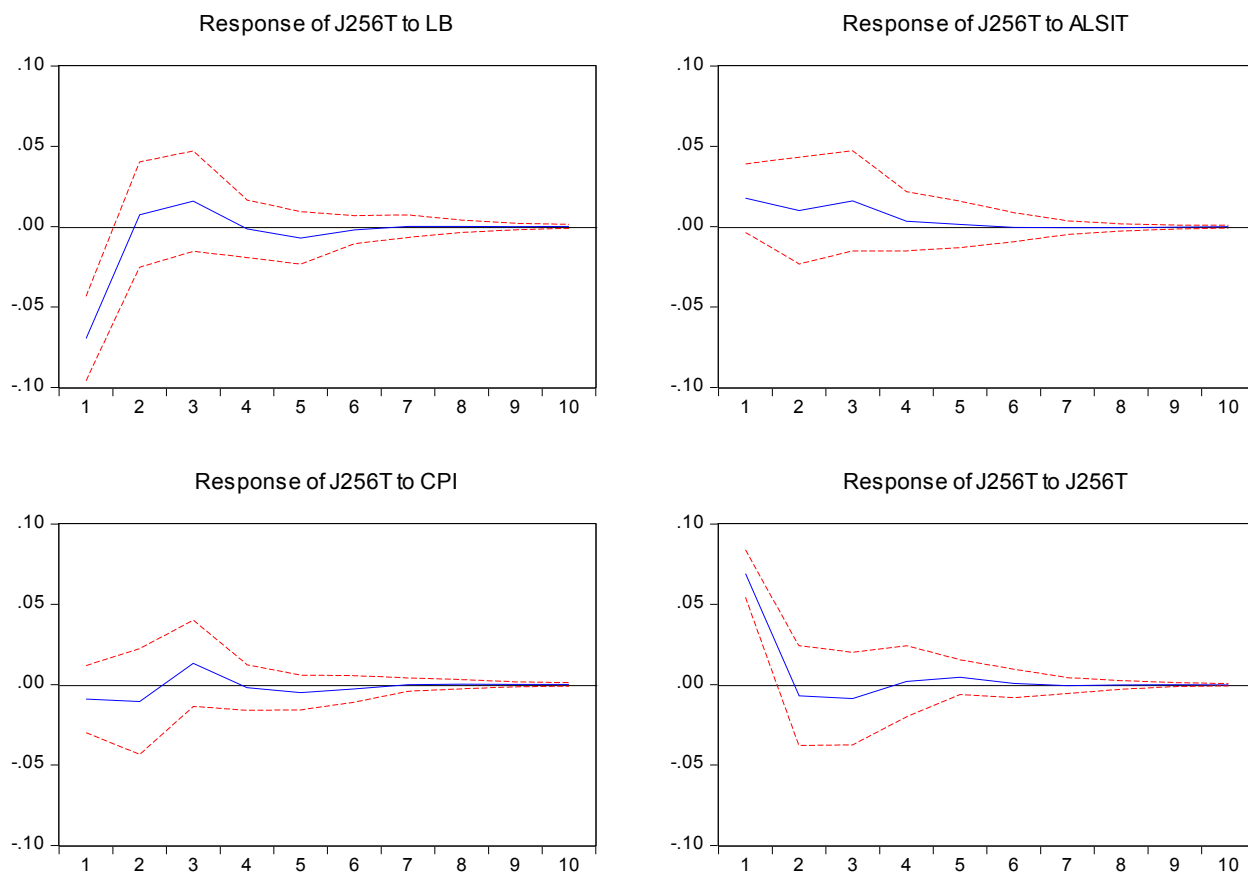 Response of J256T to LB
.10
.05
.00
-.05
-.10
1 2 3 4 5 6 7 8 9 10
Response of J256T to ALSIT
.10
.05
.00
-.05
-.10
1 2 3 4 5 6 7 8 9 10
Response of J256T to CPI
.10
.05
.00
-.05
-.10
1 2 3 4 5 6 7 8 9 10
Response of J256T to J256T
.10
.05
.00
-.05
-.10
1 2 3 4 5 6 7 8 9 10